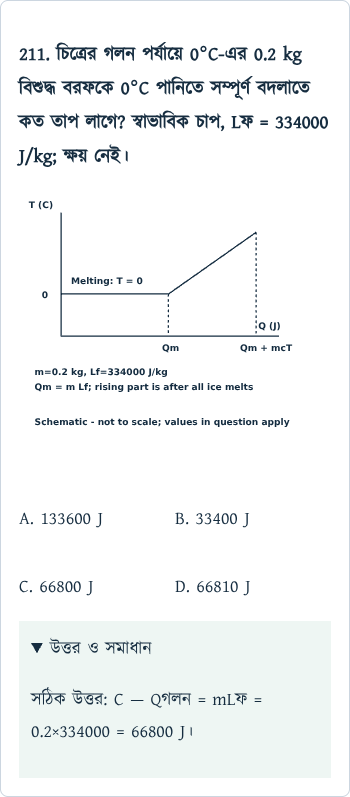 211. চিত্রের গলন পর্যায়ে 0°C-এর 0.2 kg
বিশুদ্ধ বরফকে 0°C পানিতে সম্পূর্ণ বদলাতে
কত তাপ লাগে? স্বাভাবিক চাপ, Lফ = 334000
J/kg; ক্ষয় নেই।
T (C)
Melting: T = 0
0
Q (J)
Qm
Qm + mcT
m=0.2 kg, Lf=334000 J/kg
Qm = m Lf; rising part is after all ice melts
Schematic - not to scale; values in question apply
A. 133600 J
B. 33400 J
C. 66800 J
D. 66810 J
▼ উত্তর ও সমাধান
সঠিক উত্তর: C — Qগলন = mLফ =
0.2×334000 = 66800 J।